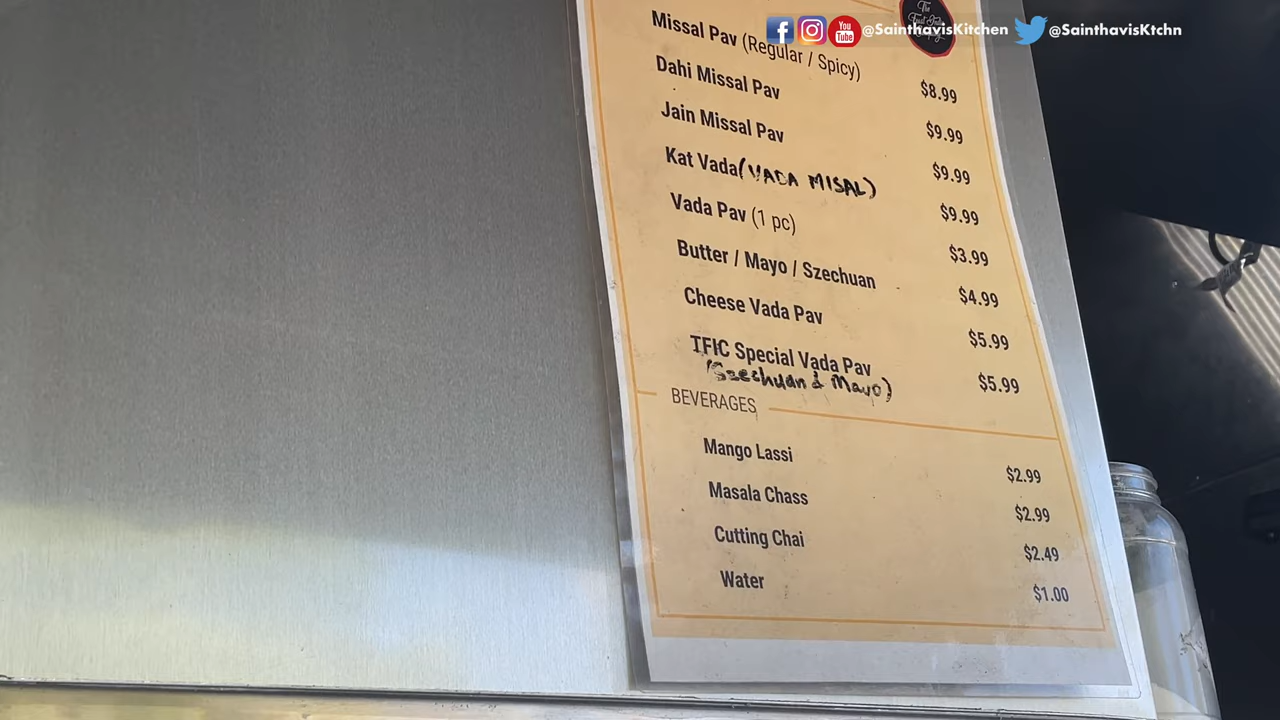 @SainthavisKitchen @SainthavisKtchn
You Tube
The
Missal Pav (Regular / Spicy) $8.99
Dahi Missal Pav $9.99
Jain Missal Pav $9.99
Kat Vada (VADA MISAL) $9.99
Vada Pav (1 pc) $3.99
Butter / Mayo / Szechuan $4.99
Cheese Vada Pav $5.99
TFIC Special Vada Pav $5.99
(Szechuan & Mayo)
BEVERAGES
Mango Lassi $2.99
Masala Chass $2.99
Cutting Chai $2.49
Water $1.00